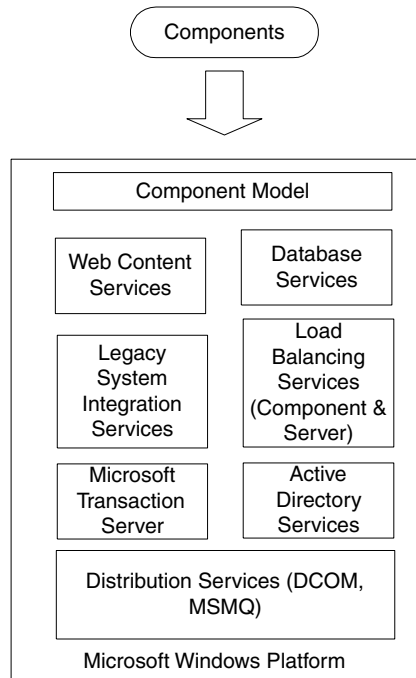 Components
Component Model
Web Content
Services
Database
Services
Legacy
System
Integration
Services
Load
Balancing
Services
(Component &
Server)
Microsoft
Transaction
Server
Active
Directory
Services
Distribution Services (DCOM,
MSMQ)
Microsoft Windows Platform